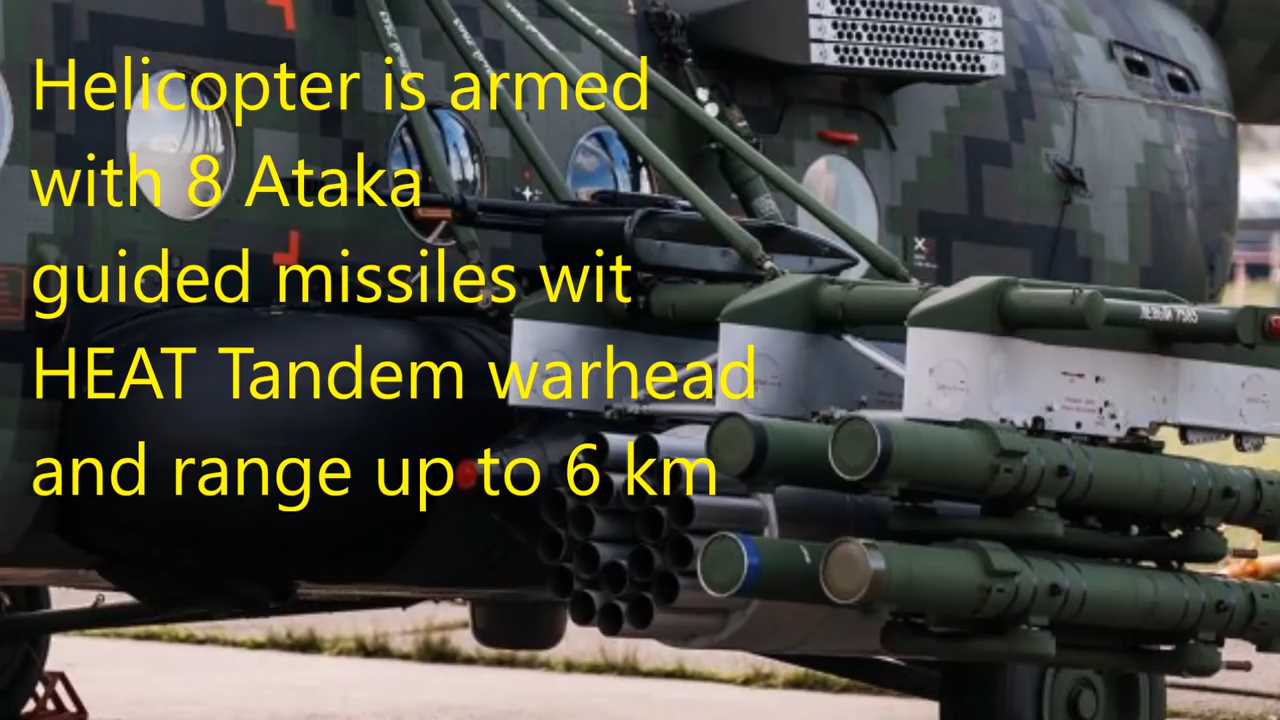 Helicopter is armed
with 8 Ataka
guided missiles wit
HEAT Tandem warhead
and range up to 6 km